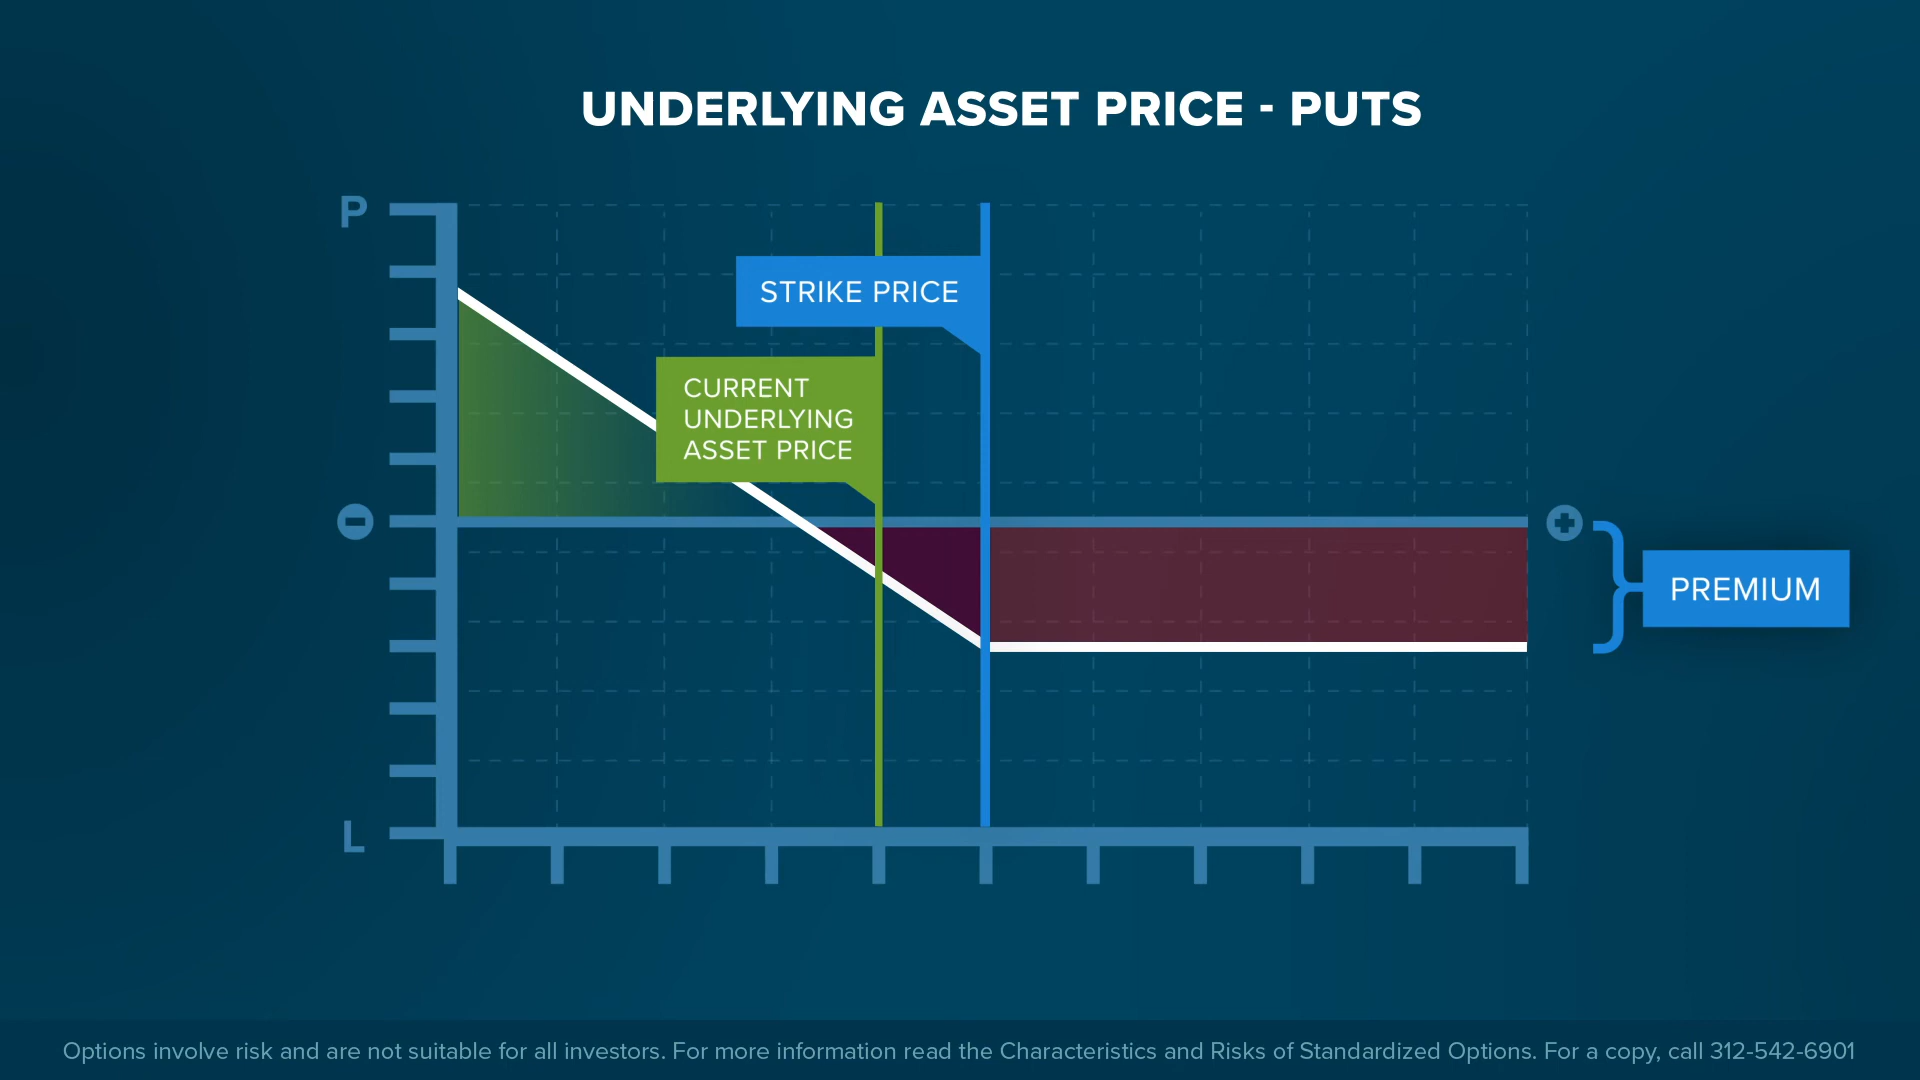 UNDERLYING ASSET PRICE - PUTS
P
STRIKE PRICE
CURRENT
UNDERLYING
ASSET PRICE
PREMIUM
L
Options involve risk and are not suitable for all investors. For more information read the Characteristics and Risks of Standardized Options. For a copy, call 312-542-6901